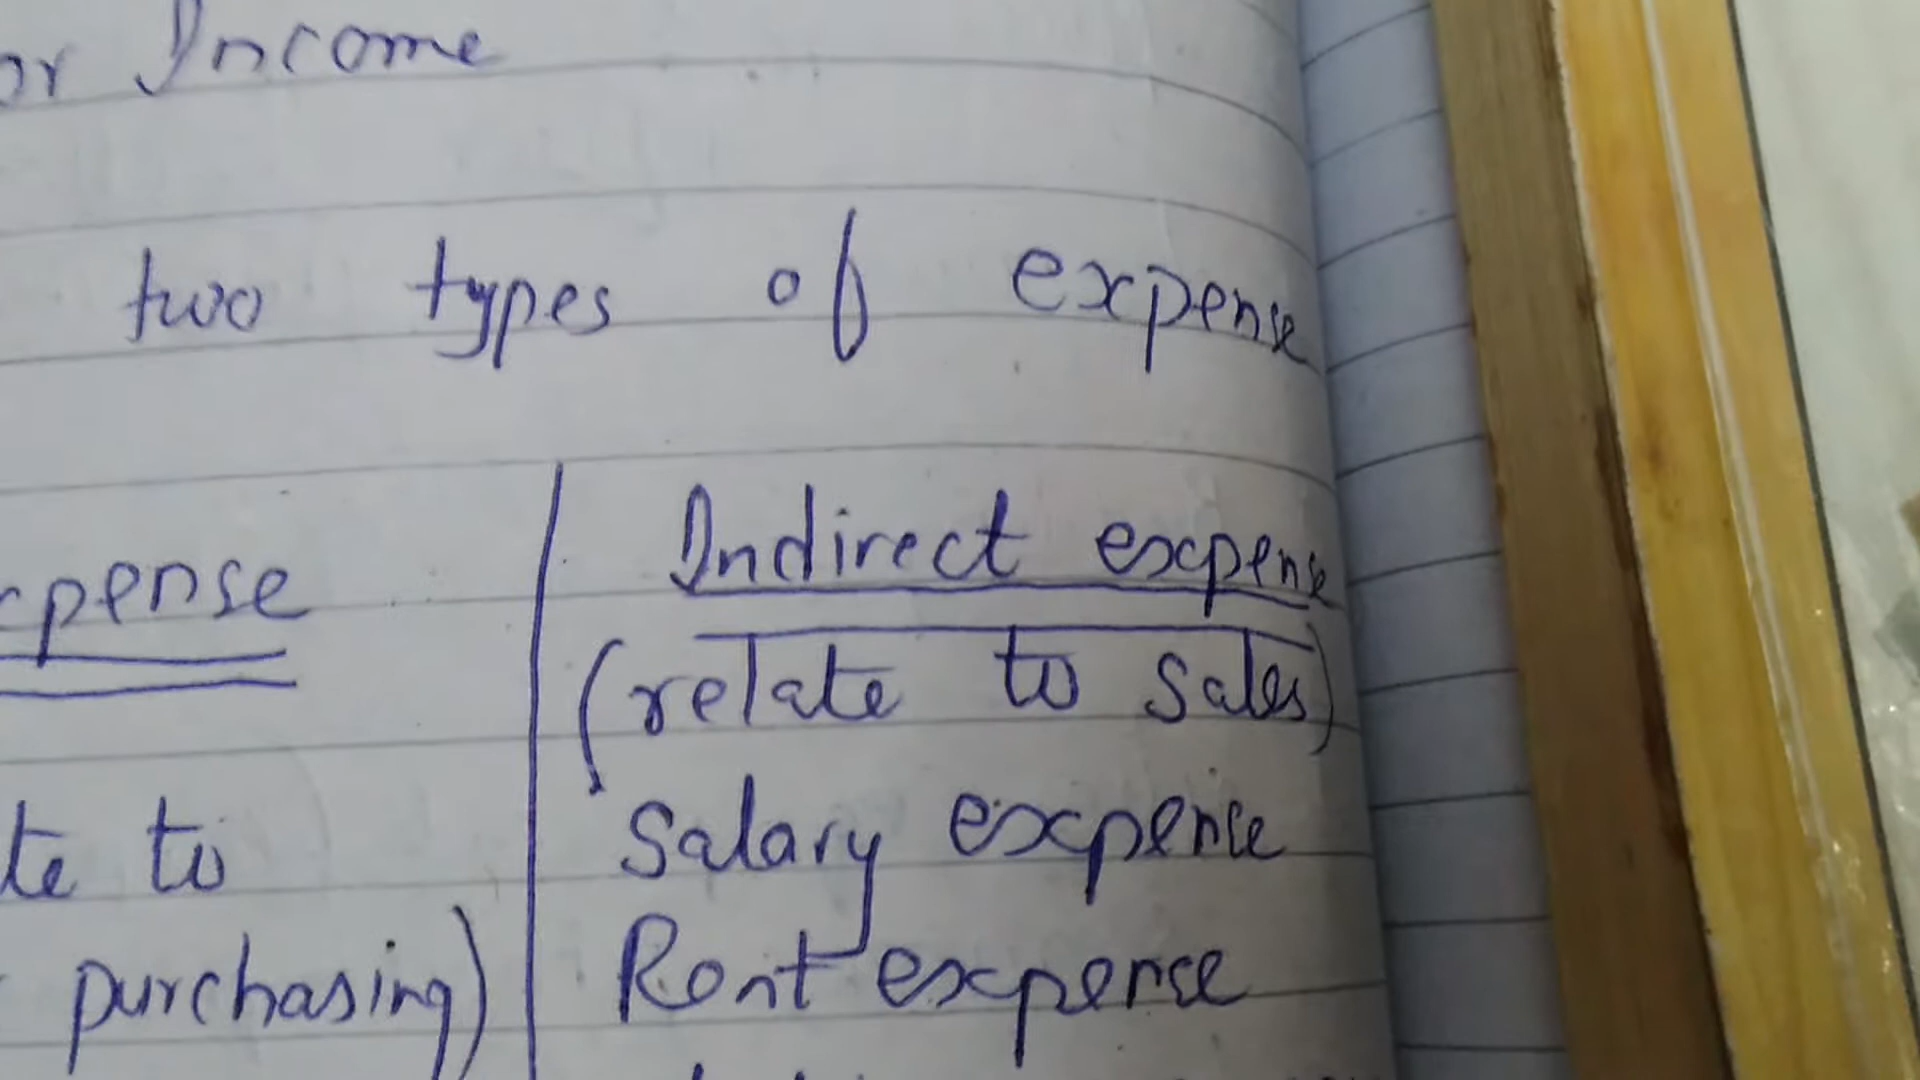 or Income
two types of expense
pense
te to
purchasing)
Indirect expense
(relate to sales)
Salary expense
Rent expense